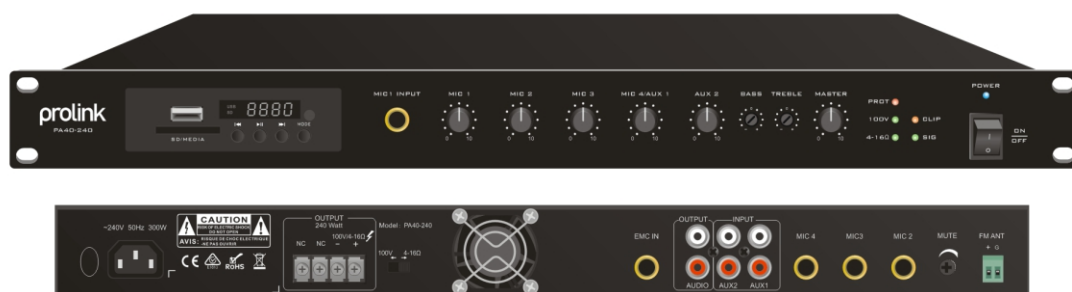 prolink
PA40-240
USB
SD
8880
MODE
SD/MEDIA
MIC1 INPUT
MIC 1
MIC 2
MIC 3
MIC 4/AUX 1
AUX 2
BASS
TREBLE
MASTER
0 10
0 10
0 10
0 10
0 10
0 10
PROT
100V
CLIP
4-16Ω
SIG
POWER
ON
OFF
~240V 50Hz 300W
CAUTION
RISK OF ELECTRIC SHOCK
DO NOT OPEN
AVIS: RISQUE DE CHOC ELECTRIQUE
-NE PAS OUVRIR
CE
RoHS
OUTPUT
240 Watt
100V/4-16Ω
NC NC − +
Model: PA40-240
100V 4-16Ω
EMC IN
OUTPUT
INPUT
AUDIO
AUX2
AUX1
MIC 4
MIC3
MIC 2
MUTE
FM ANT
+ G